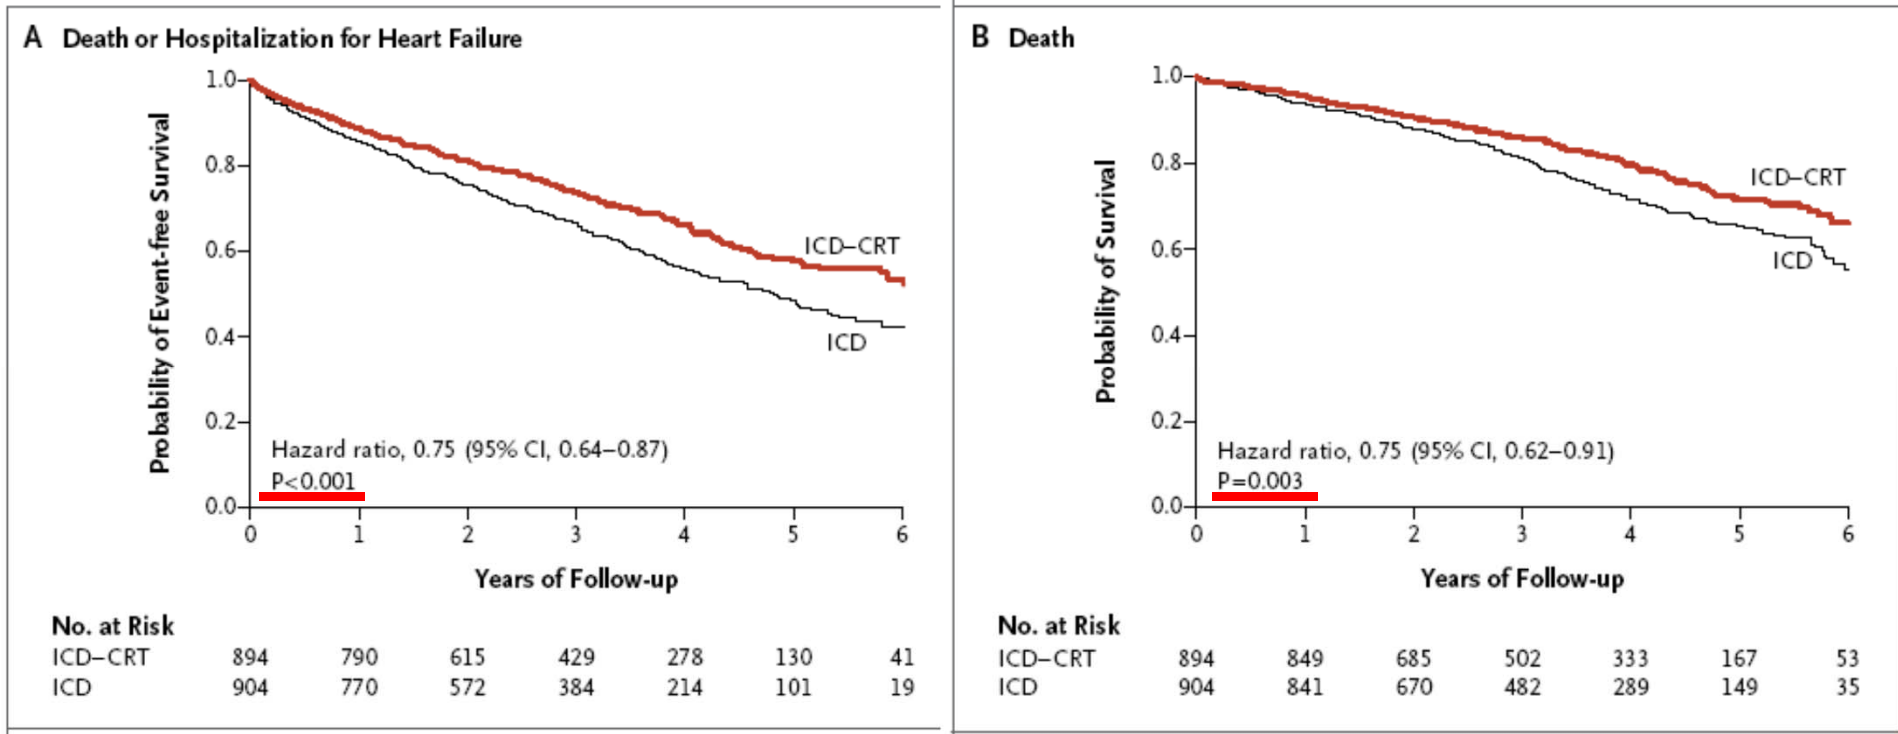 A Death or Hospitalization for Heart Failure
Probability of Event-free Survival
1.0
0.8
0.6
0.4
0.2
0.0
ICD–CRT
ICD
Hazard ratio, 0.75 (95% CI, 0.64–0.87)
P<0.001
0 1 2 3 4 5 6
Years of Follow-up
No. at Risk
ICD–CRT 894 790 615 429 278 130 41
ICD 904 770 572 384 214 101 19
B Death
Probability of Survival
1.0
0.8
0.6
0.4
0.2
0.0
ICD–CRT
ICD
Hazard ratio, 0.75 (95% CI, 0.62–0.91)
P=0.003
0 1 2 3 4 5 6
Years of Follow-up
No. at Risk
ICD–CRT 894 849 685 502 333 167 53
ICD 904 841 670 482 289 149 35